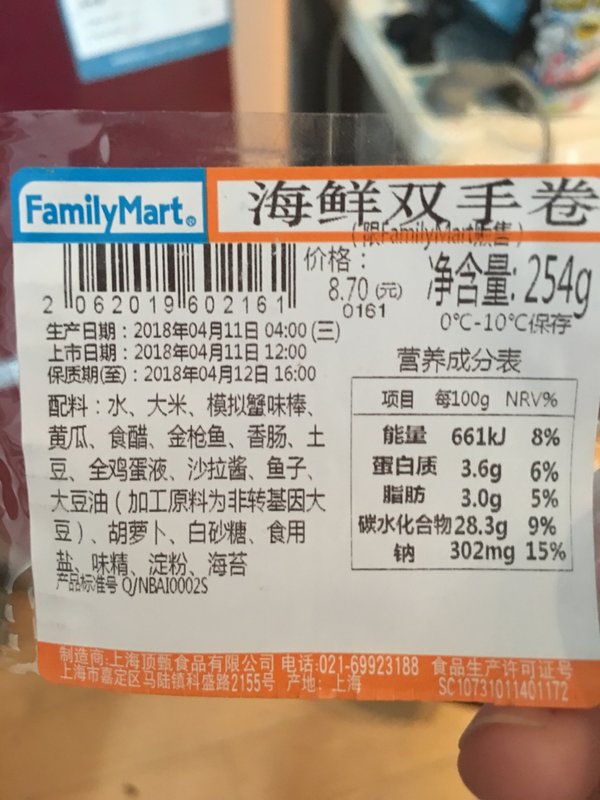 FamilyMart®
海鲜双手卷
(限FamilyMart贩售)
2 062019 602161
价格：
8.70 (元)
0161
净含量: 254g
0℃-10℃保存
生产日期：2018年04月11日 04:00 (三)
上市日期：2018年04月11日 12:00
保质期(至)：2018年04月12日 16:00
配料：水、大米、模拟蟹味棒、
黄瓜、食醋、金枪鱼、香肠、土
豆、全鸡蛋液、沙拉酱、鱼子、
大豆油（加工原料为非转基因大
豆）、胡萝卜、白砂糖、食用
盐、味精、淀粉、海苔
产品标准号 Q/NBAI0002S
营养成分表
项目 每100g NRV%
能量 661kJ 8%
蛋白质 3.6g 6%
脂肪 3.0g 5%
碳水化合物 28.3g 9%
钠 302mg 15%
制造商:上海顶甄食品有限公司 电话:021-69923188
上海市嘉定区马陆镇科盛路2155号 产地：上海
食品生产许可证号
SC10731011401172